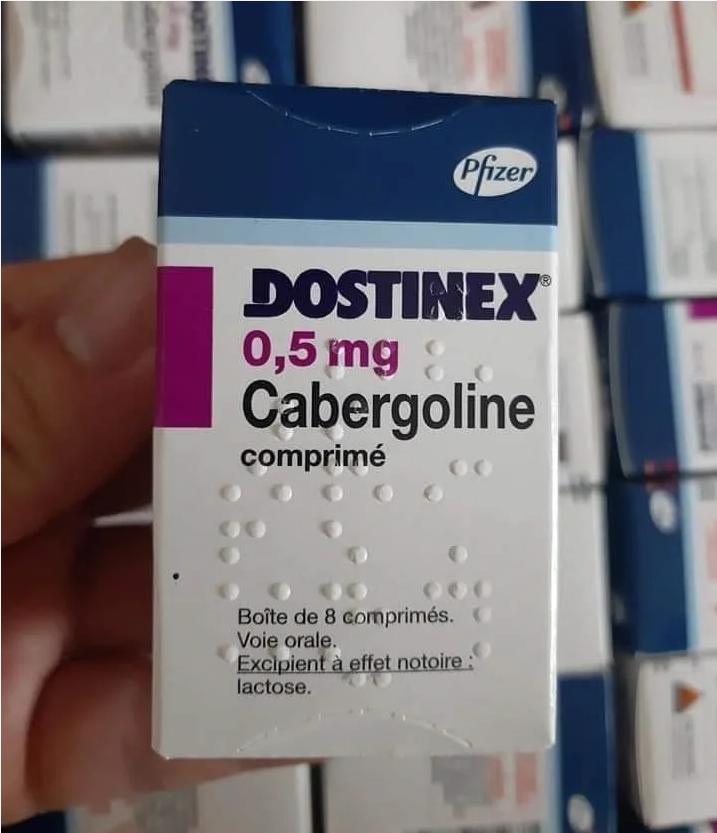 Pfizer
DOSTINEX®
0,5 mg
Cabergoline
comprimé
Boîte de 8 comprimés.
Voie orale.
Excipient à effet notoire :
lactose.